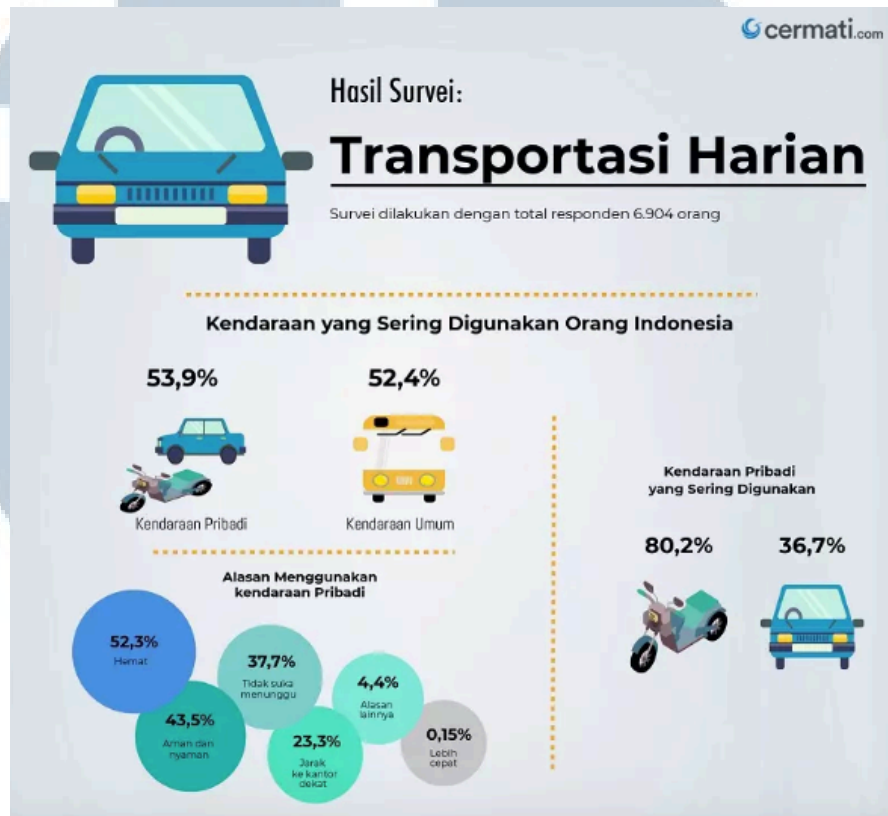 cermati.com
Hasil Survei:
Transportasi Harian
Survei dilakukan dengan total responden 6.904 orang
Kendaraan yang Sering Digunakan Orang Indonesia
53,9%
52,4%
Kendaraan Pribadi
Kendaraan Umum
Alasan Menggunakan
kendaraan Pribadi
52,3%
Hemat
43,5%
Aman dan
nyaman
37,7%
Tidak suka
menunggu
23,3%
Jarak
ke kantor
dekat
4,4%
Alasan
lainnya
0,15%
Lebih
cepat
Kendaraan Pribadi
yang Sering Digunakan
80,2%
36,7%